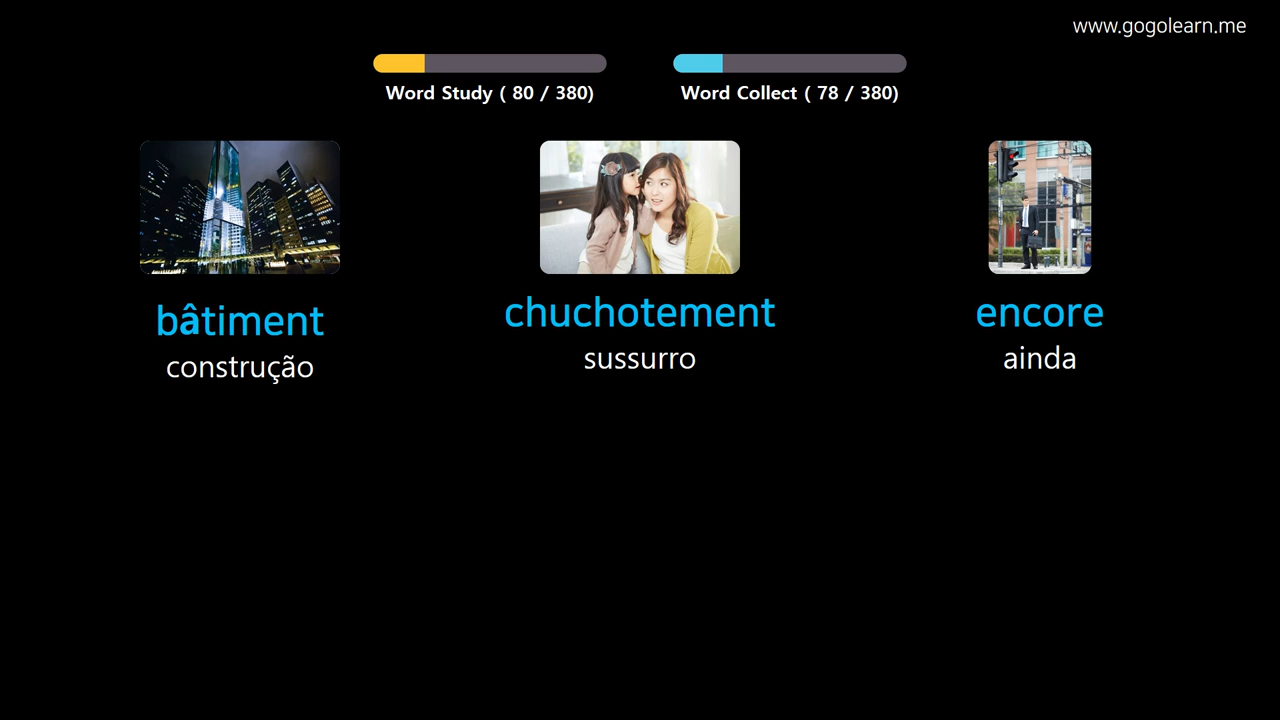 www.gogolearn.me
Word Study ( 80 / 380)
Word Collect ( 78 / 380)
bâtiment
construção
chuchotement
sussurro
encore
ainda